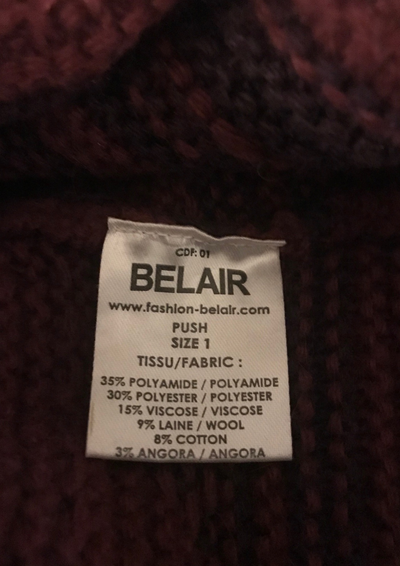 CDF: 01
BELAIR
www.fashion-belair.com
PUSH
SIZE 1
TISSU/FABRIC :
35% POLYAMIDE / POLYAMIDE
30% POLYESTER / POLYESTER
15% VISCOSE / VISCOSE
9% LAINE / WOOL
8% COTTON
3% ANGORA / ANGORA